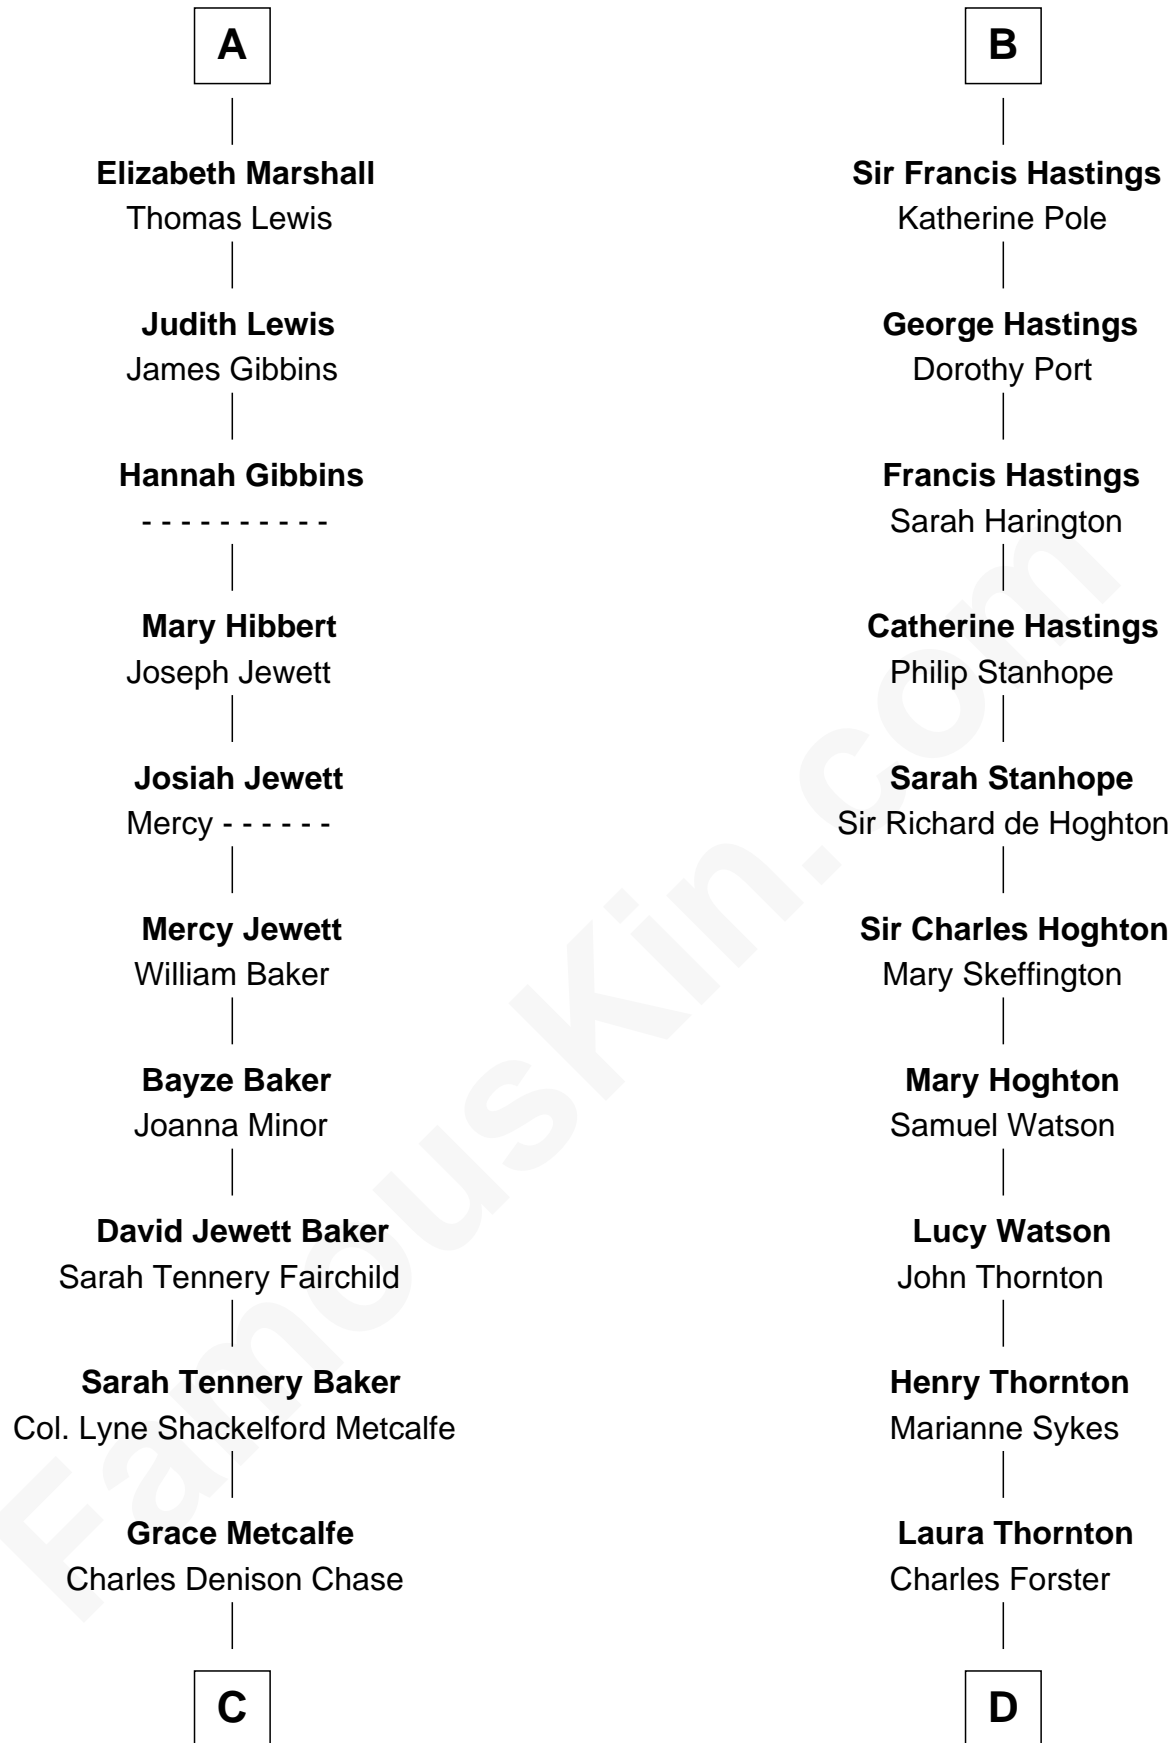 A
Elizabeth Marshall
Thomas Lewis
Judith Lewis
James Gibbins
Hannah Gibbins
- - - - - - - - - -
Mary Hibbert
Joseph Jewett
Josiah Jewett
Mercy - - - - - -
Mercy Jewett
William Baker
Bayze Baker
Joanna Minor
David Jewett Baker
Sarah Tennery Fairchild
Sarah Tennery Baker
Col. Lyne Shackelford Metcalfe
Grace Metcalfe
Charles Denison Chase
C
B
Sir Francis Hastings
Katherine Pole
George Hastings
Dorothy Port
Francis Hastings
Sarah Harington
Catherine Hastings
Philip Stanhope
Sarah Stanhope
Sir Richard de Hoghton
Sir Charles Hoghton
Mary Skeffington
Mary Hoghton
Samuel Watson
Lucy Watson
John Thornton
Henry Thornton
Marianne Sykes
Laura Thornton
Charles Forster
D
FamousKin.com